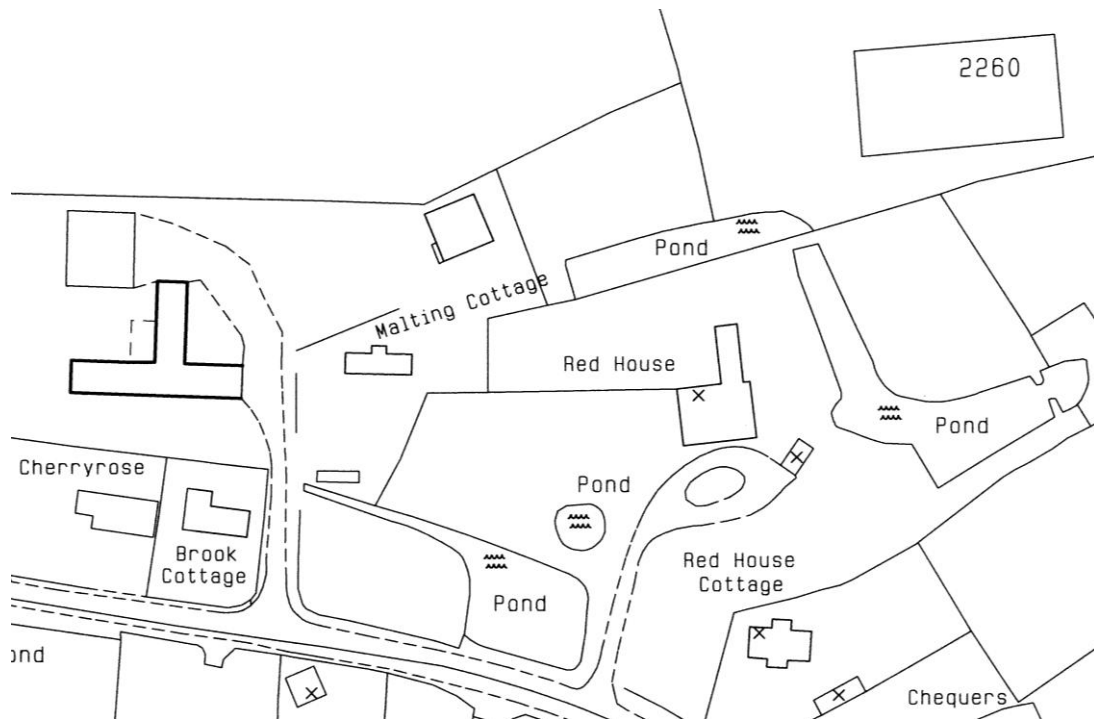 2260
Pond
Malting Cottage
Red House
Pond
Cherryrose
Pond
Brook
Cottage
Red House
Cottage
Pond
ond
Chequers